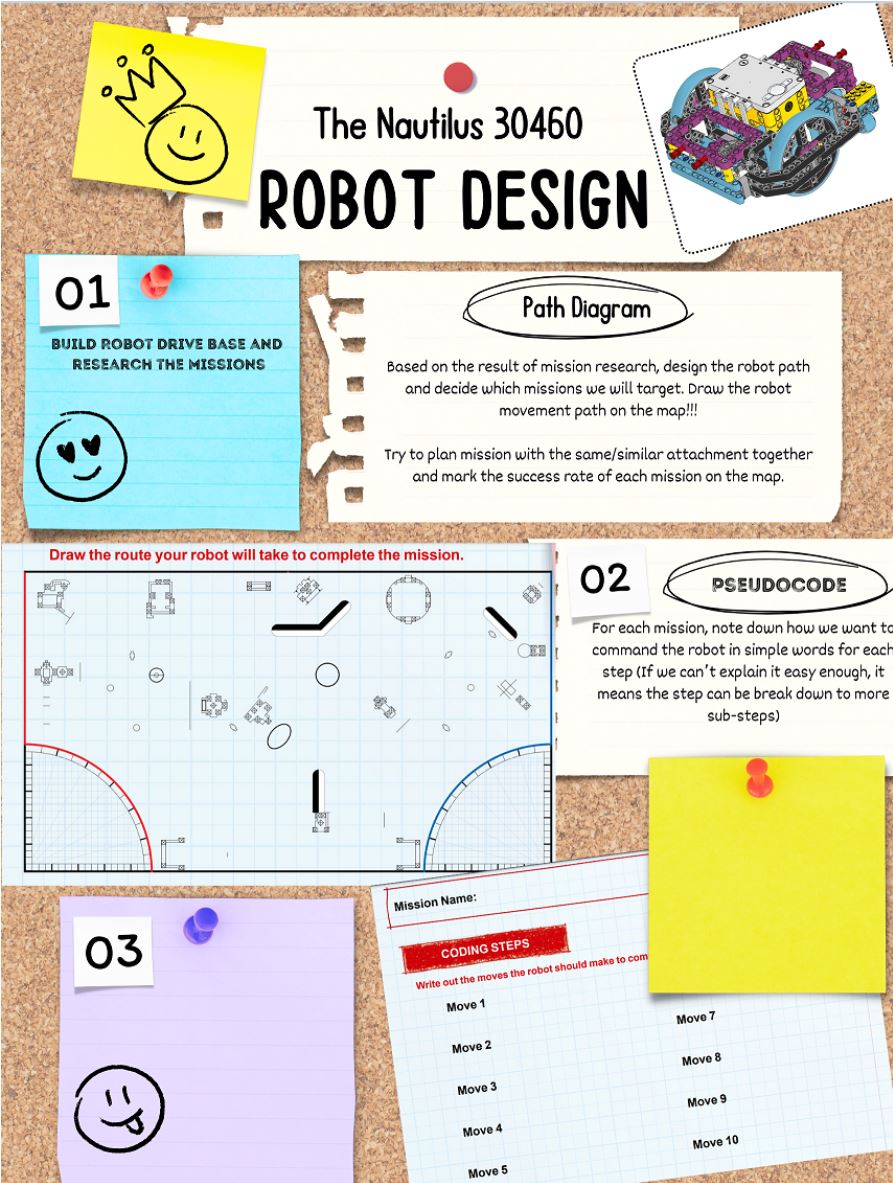 The Nautilus 30460
ROBOT DESIGN
01
BUILD ROBOT DRIVE BASE AND
RESEARCH THE MISSIONS
Path Diagram
Based on the result of mission research, design the robot path
and decide which missions we will target. Draw the robot
movement path on the map!!!
Try to plan mission with the same/similar attachment together
and mark the success rate of each mission on the map.
Draw the route your robot will take to complete the mission.
02
PSEUDOCODE
For each mission, note down how we want to
command the robot in simple words for each
step (If we can't explain it easy enough, it
means the step can be break down to more
sub-steps)
03
Mission Name:
CODING STEPS
Write out the moves the robot should make to com
Move 1
Move 2
Move 3
Move 4
Move 5
Move 7
Move 8
Move 9
Move 10